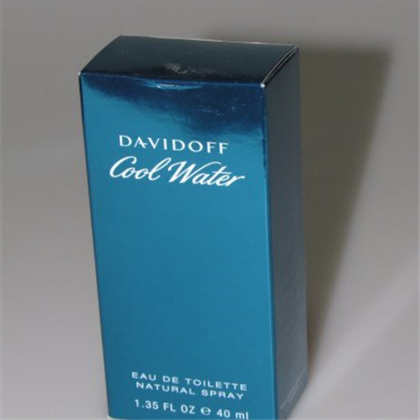 DAVIDOFF
Cool Water
EAU DE TOILETTE
NATURAL SPRAY
1.35 FL OZ ℮ 40 ml